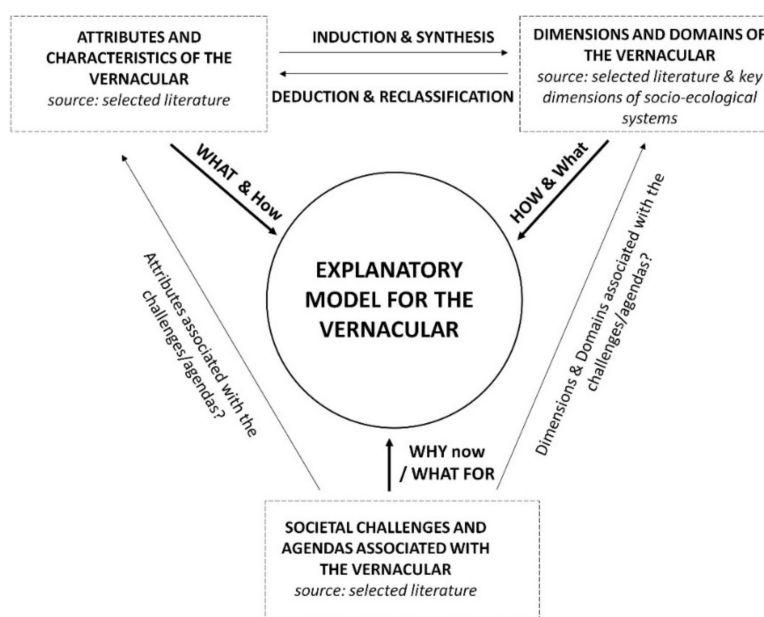 ATTRIBUTES AND
CHARACTERISTICS OF THE
VERNACULAR
source: selected literature
INDUCTION & SYNTHESIS
DEDUCTION & RECLASSIFICATION
DIMENSIONS AND DOMAINS OF
THE VERNACULAR
source: selected literature & key
dimensions of socio-ecological
systems
WHAT & How
HOW & What
EXPLANATORY
MODEL FOR THE
VERNACULAR
Attributes associated with the
challenges/agendas?
Dimensions & Domains associated with the
challenges/agendas?
WHY now
/ WHAT FOR
SOCIETAL CHALLENGES AND
AGENDAS ASSOCIATED WITH
THE VERNACULAR
source: selected literature